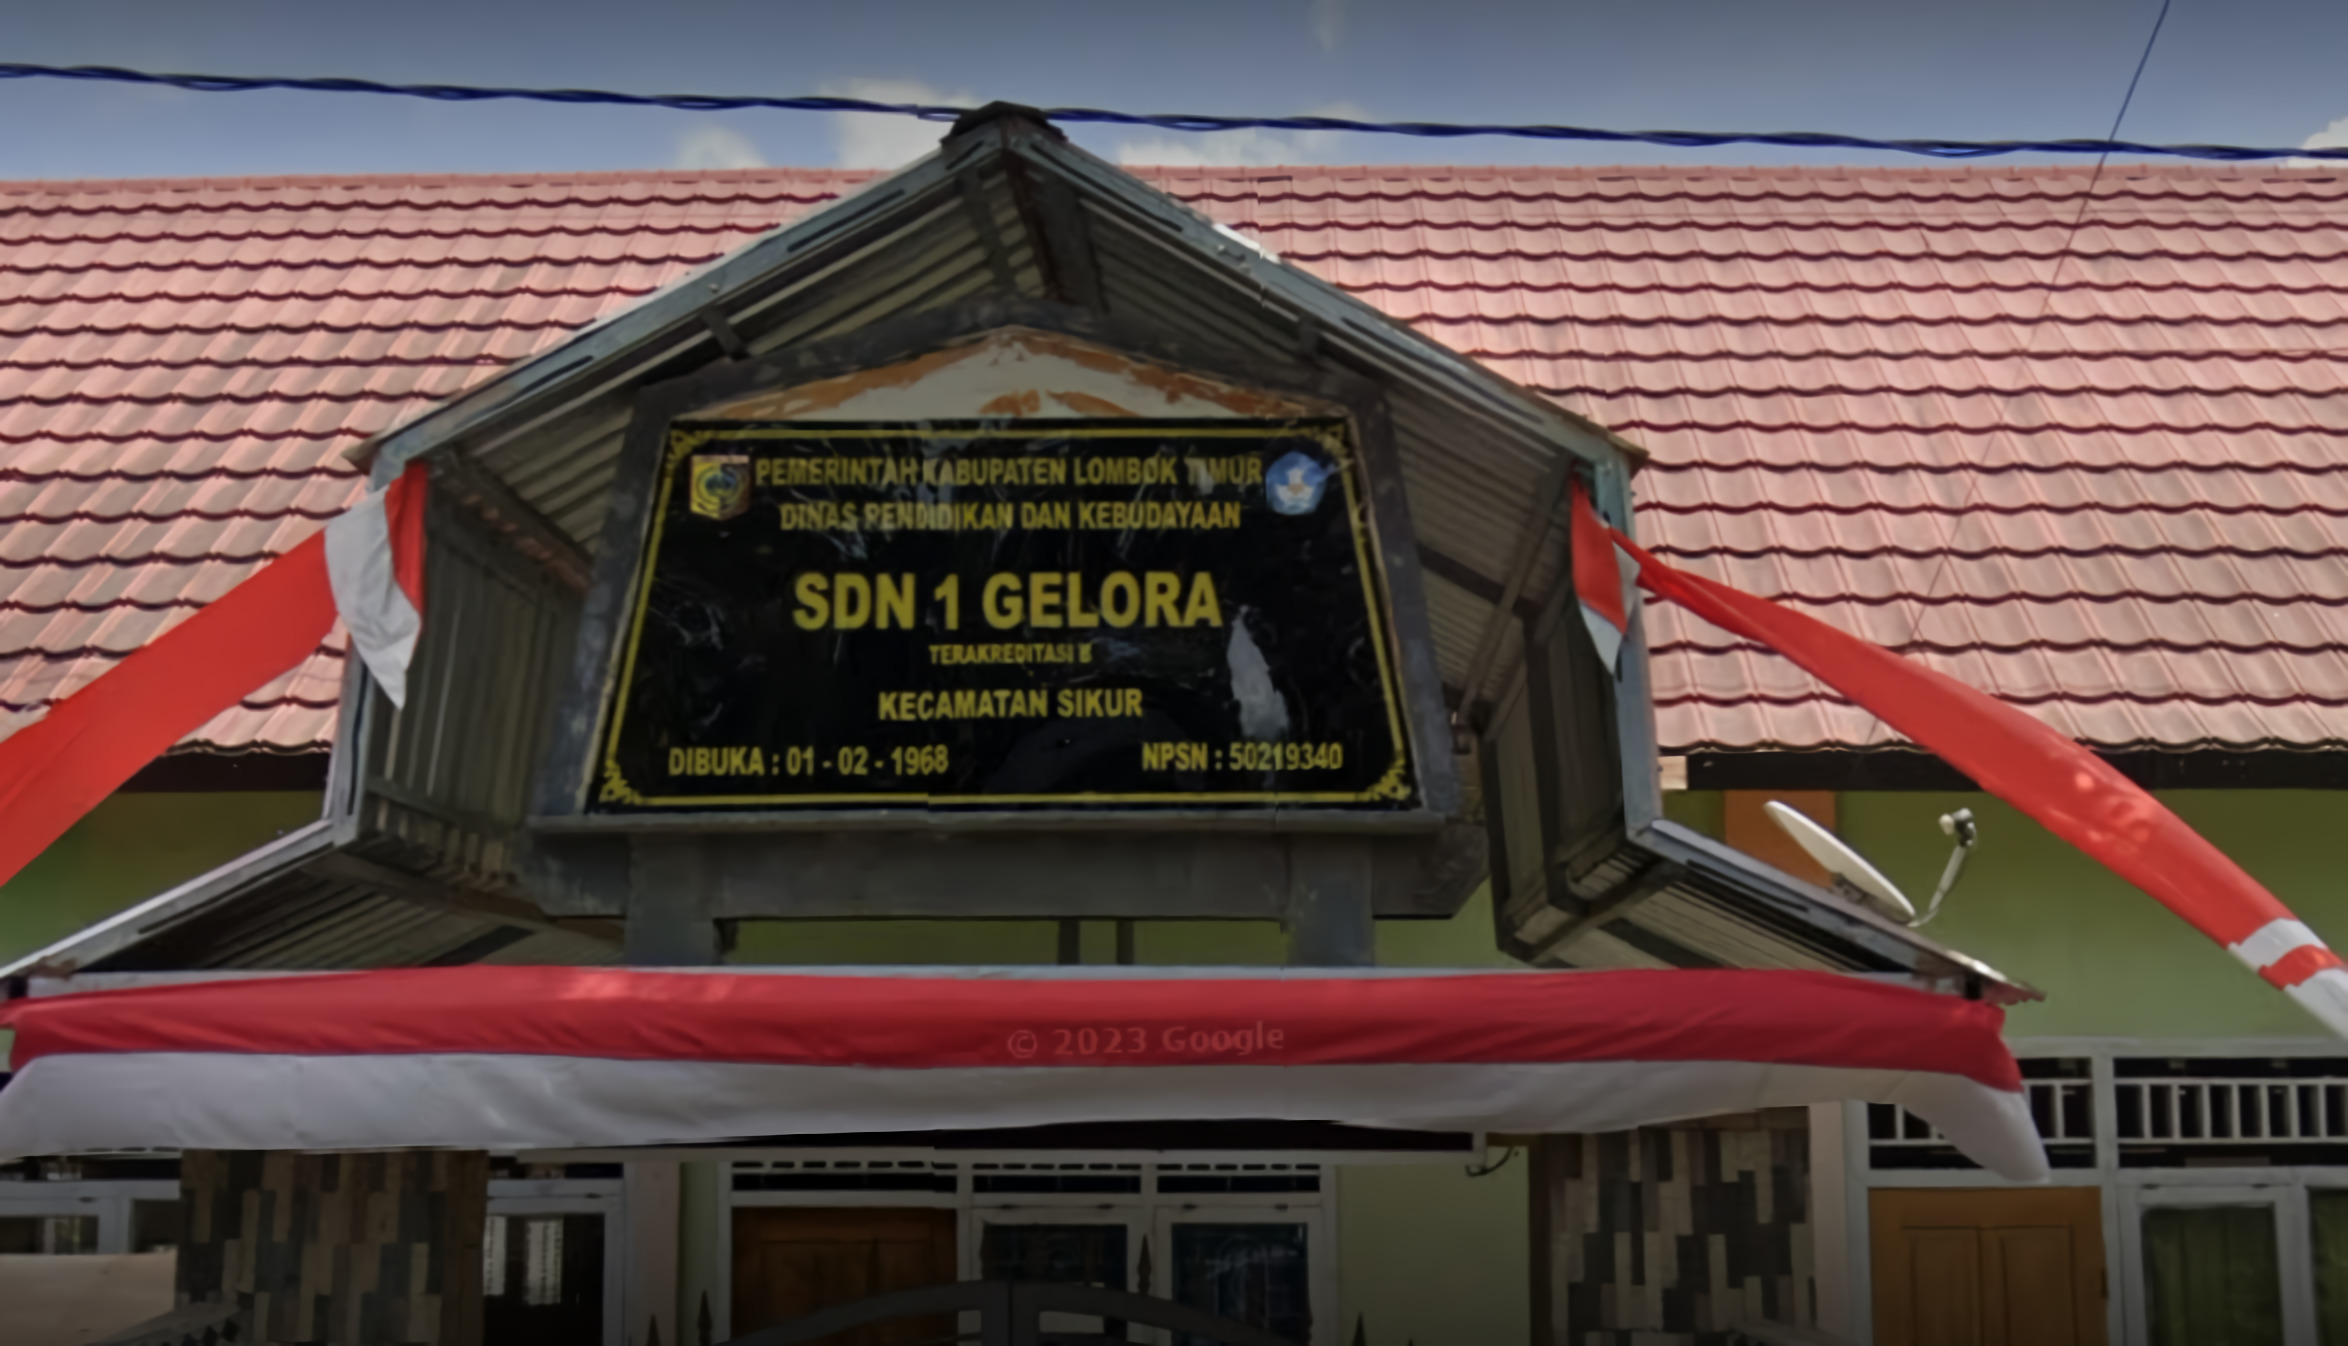 PEMERINTAH KABUPATEN LOMBOK TIMUR
DINAS PENDIDIKAN DAN KEBUDAYAAN
SDN 1 GELORA
TERAKREDITASI B
KECAMATAN SIKUR
DIBUKA : 01 - 02 - 1968
NPSN : 50219340
© 2023 Google